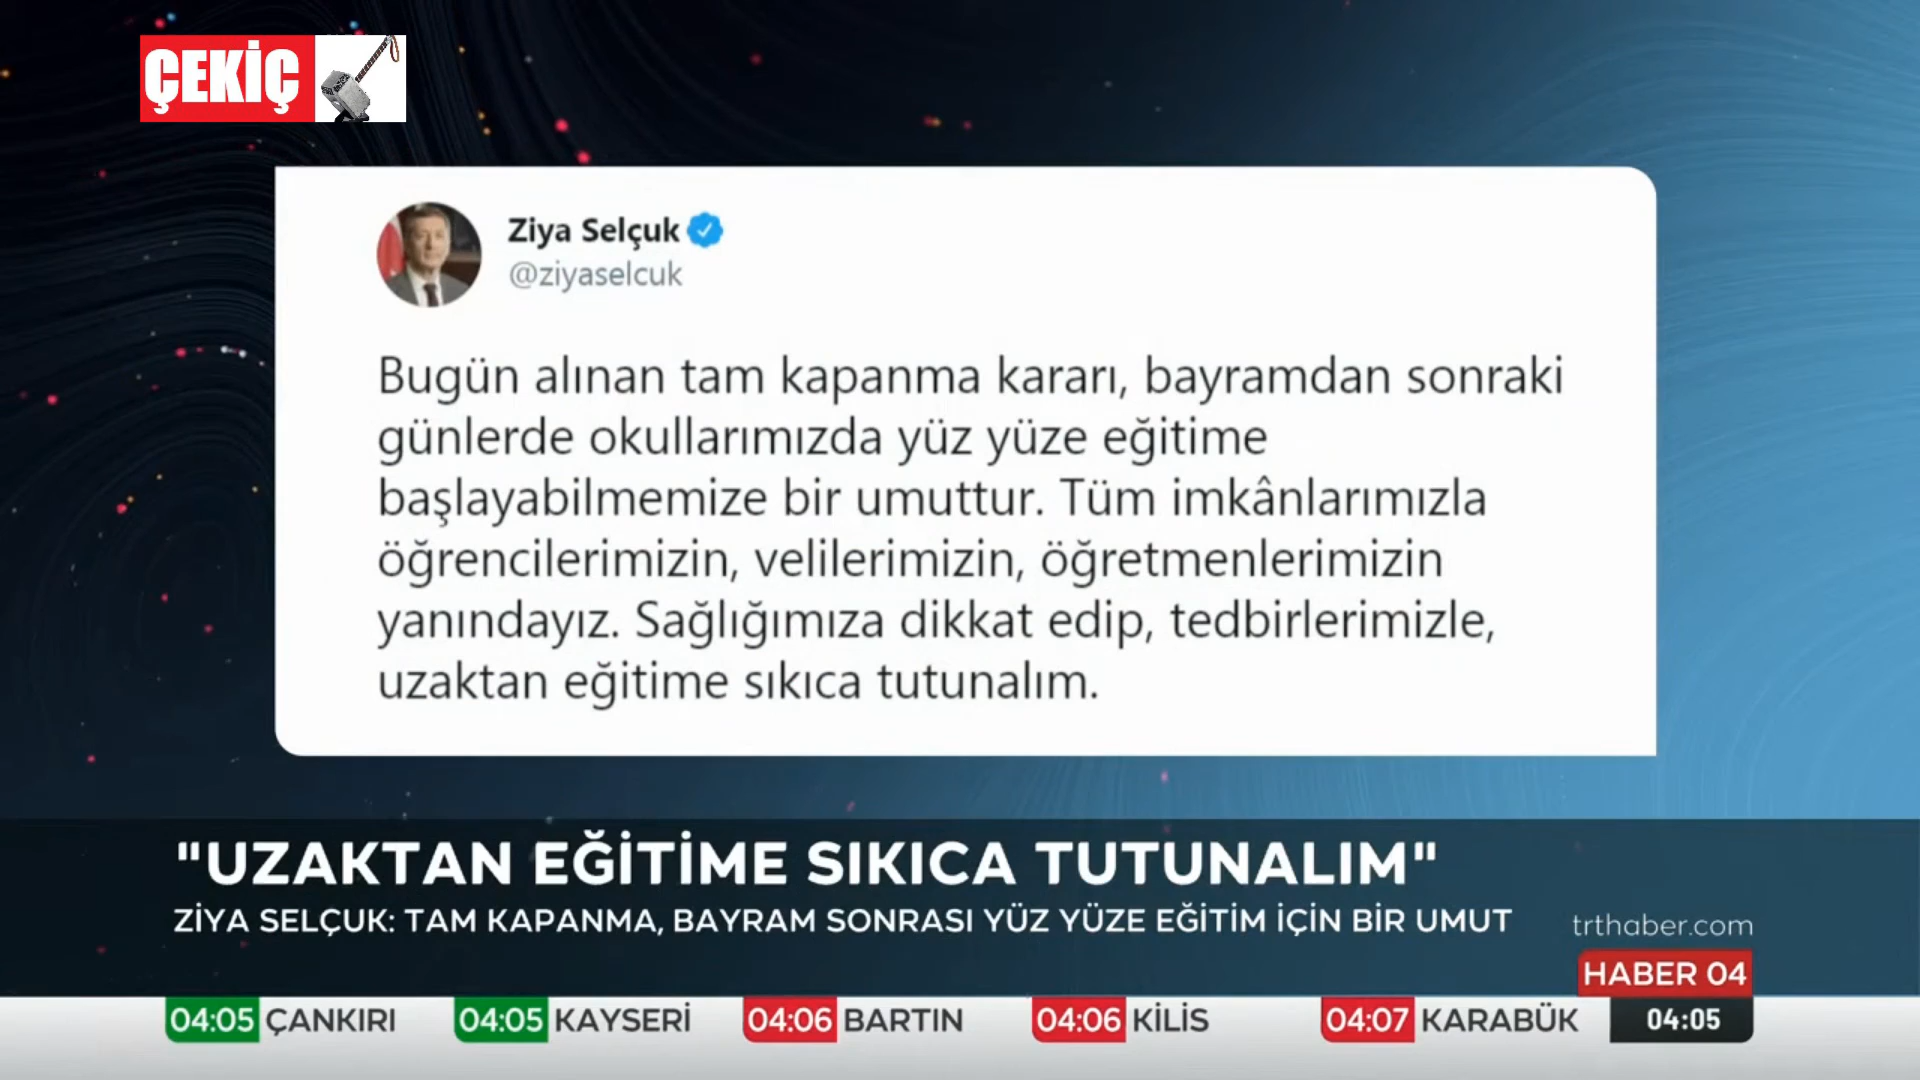 ÇEKİÇ
Ziya Selçuk
@ziyaselcuk
Bugün alınan tam kapanma kararı, bayramdan sonraki
günlerde okullarımızda yüz yüze eğitime
başlayabilmemize bir umuttur. Tüm imkânlarımızla
öğrencilerimizin, velilerimizin, öğretmenlerimizin
yanındayız. Sağlığımıza dikkat edip, tedbirlerimizle,
uzaktan eğitime sıkıca tutunalım.
"UZAKTAN EĞİTİME SIKICA TUTUNALIM"
ZİYA SELÇUK: TAM KAPANMA, BAYRAM SONRASI YÜZ YÜZE EĞİTİM İÇİN BİR UMUT
trthaber.com
HABER 04
04:05 ÇANKIRI 04:05 KAYSERİ 04:06 BARTIN 04:06 KİLİS 04:07 KARABÜK 04:05